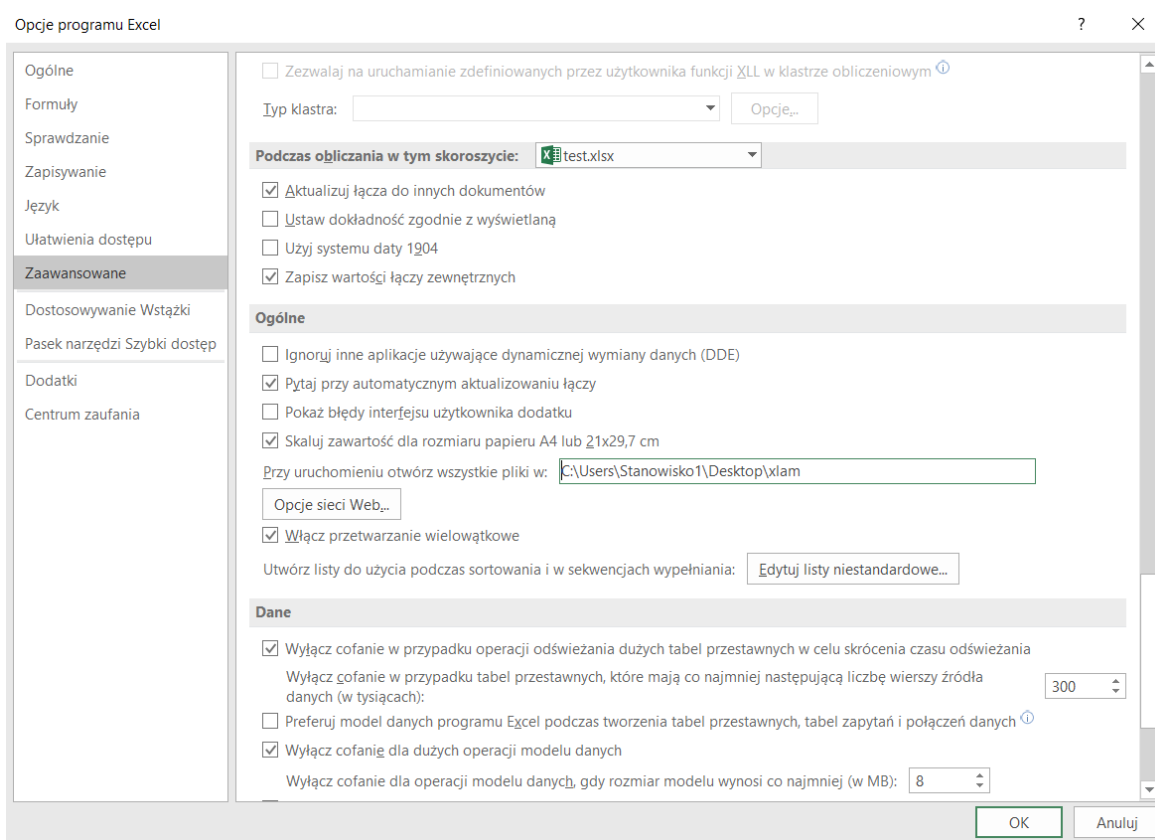 Opcje programu Excel
?
Ogólne
Formuły
Sprawdzanie
Zapisywanie
Język
Ułatwienia dostępu
Zaawansowane
Dostosowywanie Wstążki
Pasek narzędzi Szybki dostęp
Dodatki
Centrum zaufania
Zezwalaj na uruchamianie zdefiniowanych przez użytkownika funkcji XLL w klastrze obliczeniowym
Typ klastra:
Opcje...
Podczas obliczania w tym skoroszycie: test.xlsx
Aktualizuj łącza do innych dokumentów
Ustaw dokładność zgodnie z wyświetlaną
Użyj systemu daty 1904
Zapisz wartości łączy zewnętrznych
Ogólne
Ignoruj inne aplikacje używające dynamicznej wymiany danych (DDE)
Pytaj przy automatycznym aktualizowaniu łączy
Pokaż błędy interfejsu użytkownika dodatku
Skaluj zawartość dla rozmiaru papieru A4 lub 21x29,7 cm
Przy uruchomieniu otwórz wszystkie pliki w: C:\Users\Stanowisko1\Desktop\xlam
Opcje sieci Web...
Włącz przetwarzanie wielowątkowe
Utwórz listy do użycia podczas sortowania i w sekwencjach wypełniania: Edytuj listy niestandardowe...
Dane
Wyłącz cofanie w przypadku operacji odświeżania dużych tabel przestawnych w celu skrócenia czasu odświeżania
Wyłącz cofanie w przypadku tabel przestawnych, które mają co najmniej następującą liczbę wierszy źródła
danych (w tysiącach):
300
Preferuj model danych programu Excel podczas tworzenia tabel przestawnych, tabel zapytań i połączeń danych
Wyłącz cofanie dla dużych operacji modelu danych
Wyłącz cofanie dla operacji modelu danych, gdy rozmiar modelu wynosi co najmniej (w MB): 8
OK
Anuluj